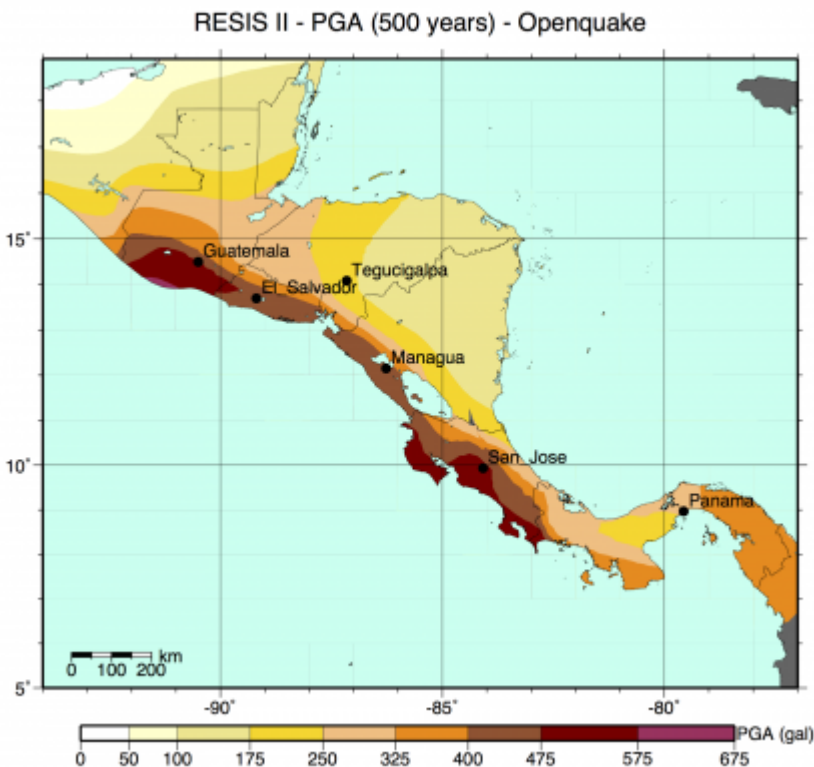 RESIS II - PGA (500 years) - Openquake
15˚
Guatemala
Tegucigalpa
El Salvador
Managua
10˚
San Jose
Panama
km
0 100 200
5˚
-90˚ -85˚ -80˚
PGA (gal)
0 50 100 175 250 325 400 475 575 675